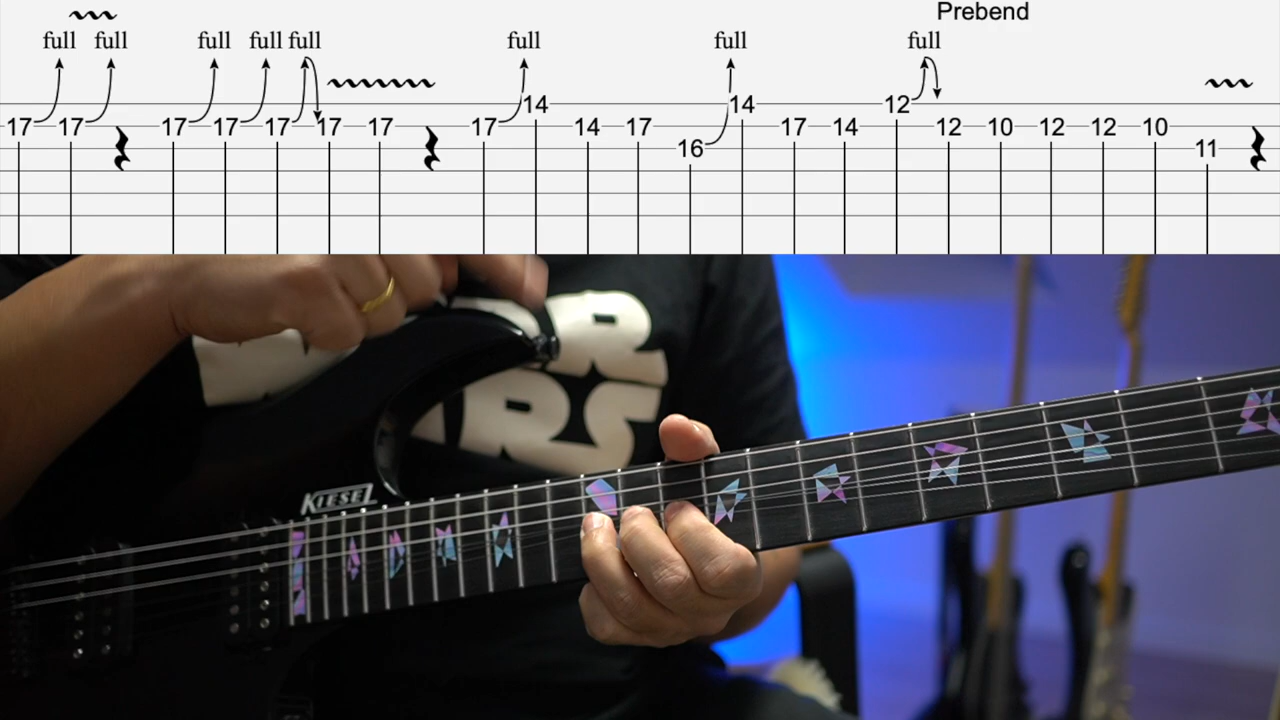 Prebend
full full full full full full full full
14 14 12
17 17 17 17 17 17 17 17 14 17 17 14 12 10 12 12 10
16 11
R
KIESEL
RS